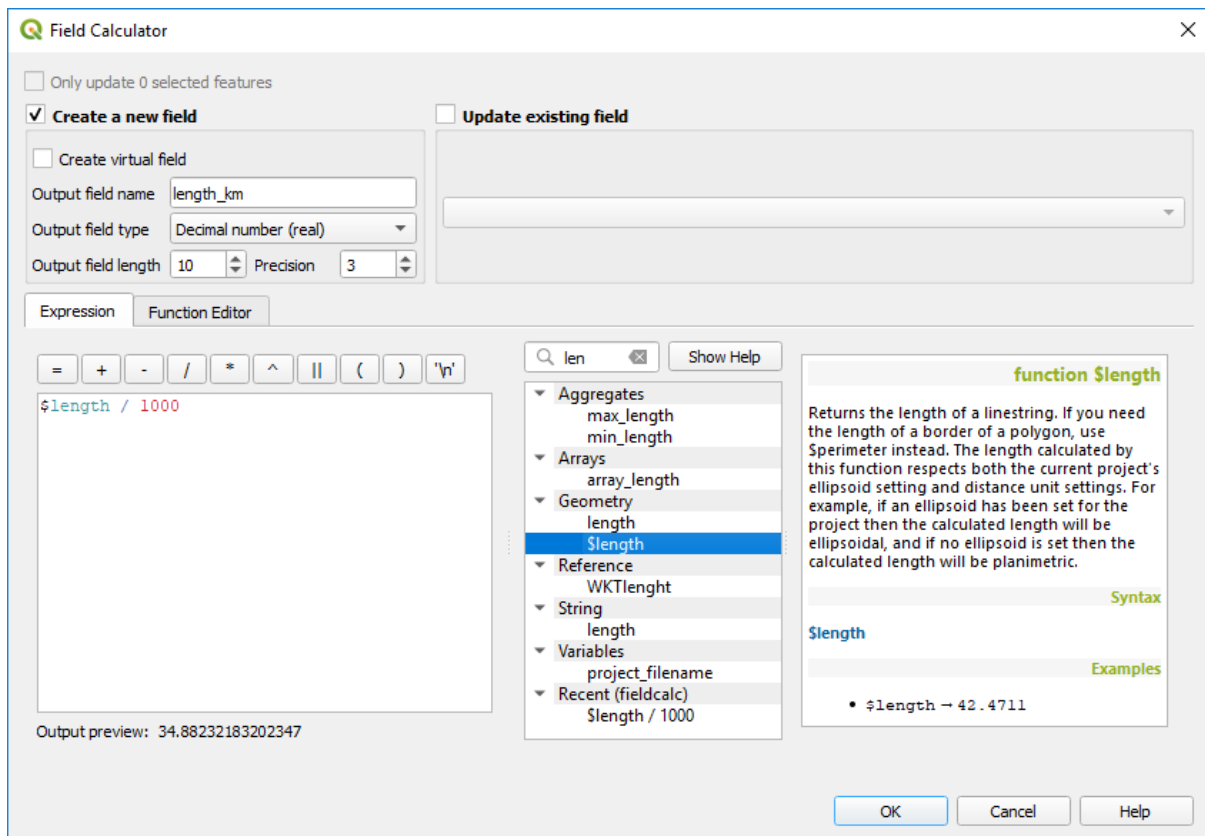 Field Calculator
Only update 0 selected features
Create a new field
Update existing field
Create virtual field
Output field name length_km
Output field type Decimal number (real)
Output field length 10 Precision 3
Expression Function Editor
= + - / * ^ || ( ) '\n'
$length / 1000
Output preview: 34.88232183202347
len Show Help
Aggregates
max_length
min_length
Arrays
array_length
Geometry
length
$length
Reference
WKTlenght
String
length
Variables
project_filename
Recent (fieldcalc)
$length / 1000
function $length
Returns the length of a linestring. If you need
the length of a border of a polygon, use
$perimeter instead. The length calculated by
this function respects both the current project's
ellipsoid setting and distance unit settings. For
example, if an ellipsoid has been set for the
project then the calculated length will be
ellipsoidal, and if no ellipsoid is set then the
calculated length will be planimetric.
Syntax
$length
Examples
• $length → 42.4711
OK Cancel Help